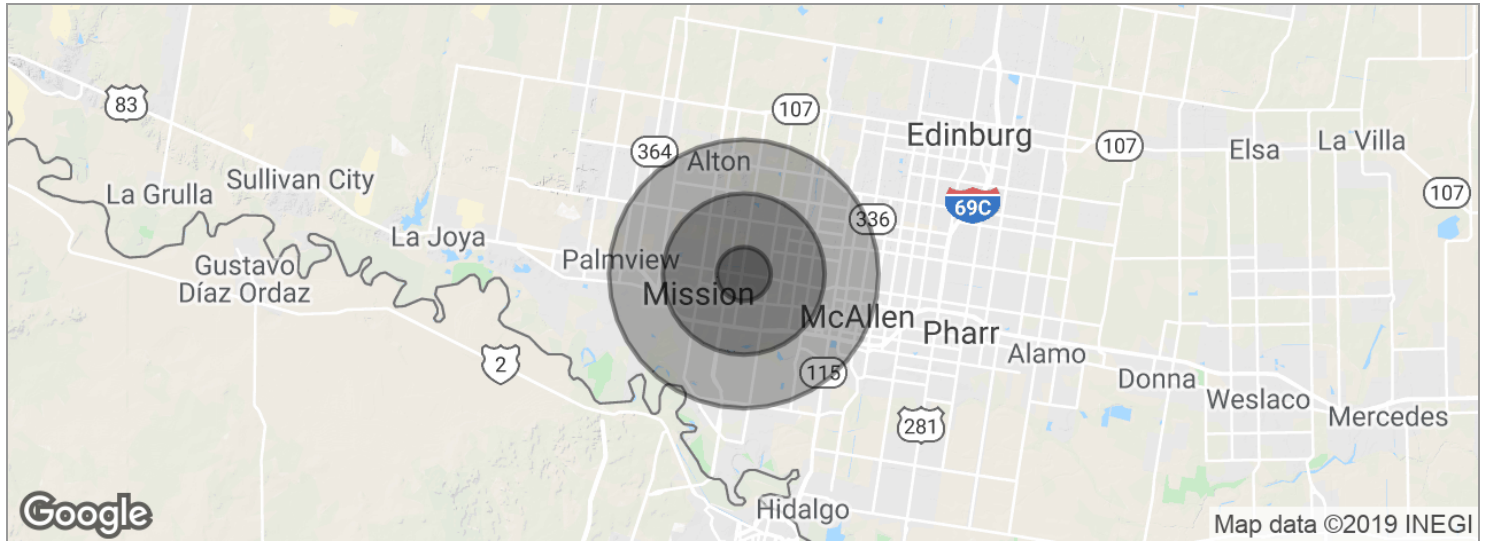 83
107
Edinburg
364
Alton
107
Elsa
La Villa
107
La Grulla
Sullivan City
69C
336
La Joya
Palmview
Gustavo
Díaz Ordaz
Mission
McAllen
Pharr
Alamo
2
115
Donna
Weslaco
Mercedes
281
Hidalgo
Google
Map data ©2019 INEGI